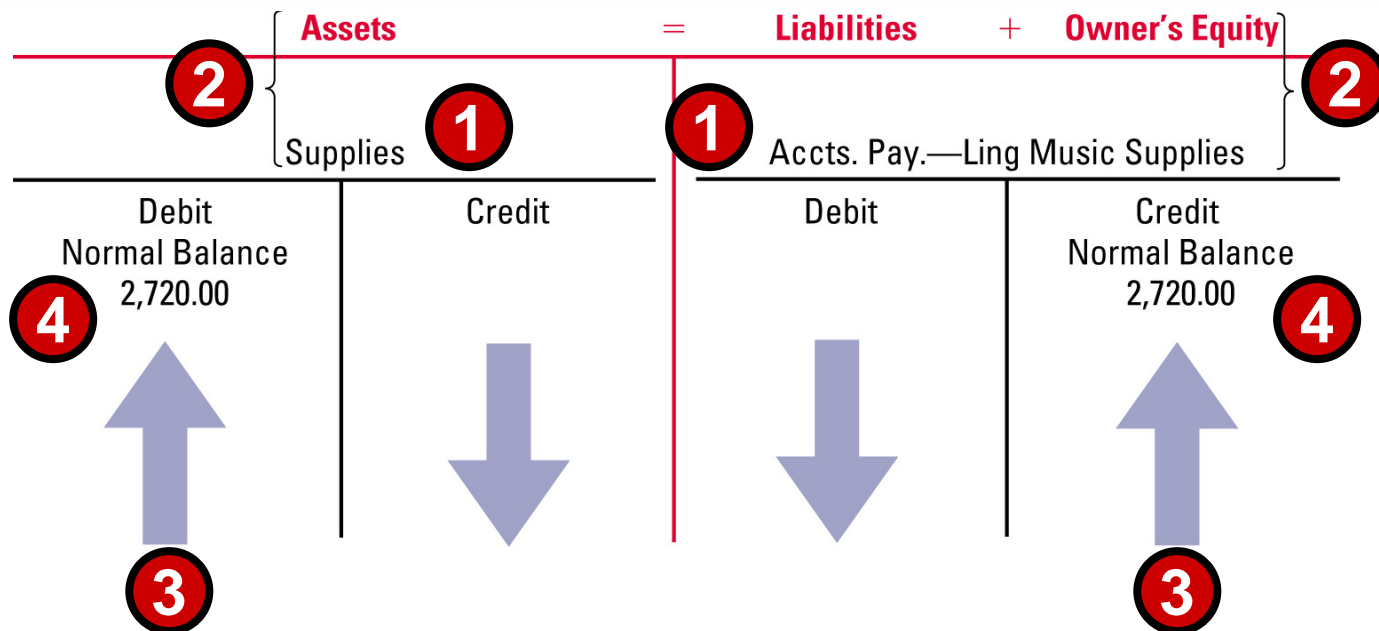 Assets = Liabilities + Owner's Equity
2 2
1 1
Supplies Accts. Pay.—Ling Music Supplies
Debit Credit Debit Credit
Normal Balance Normal Balance
2,720.00 2,720.00
4 4
3 3